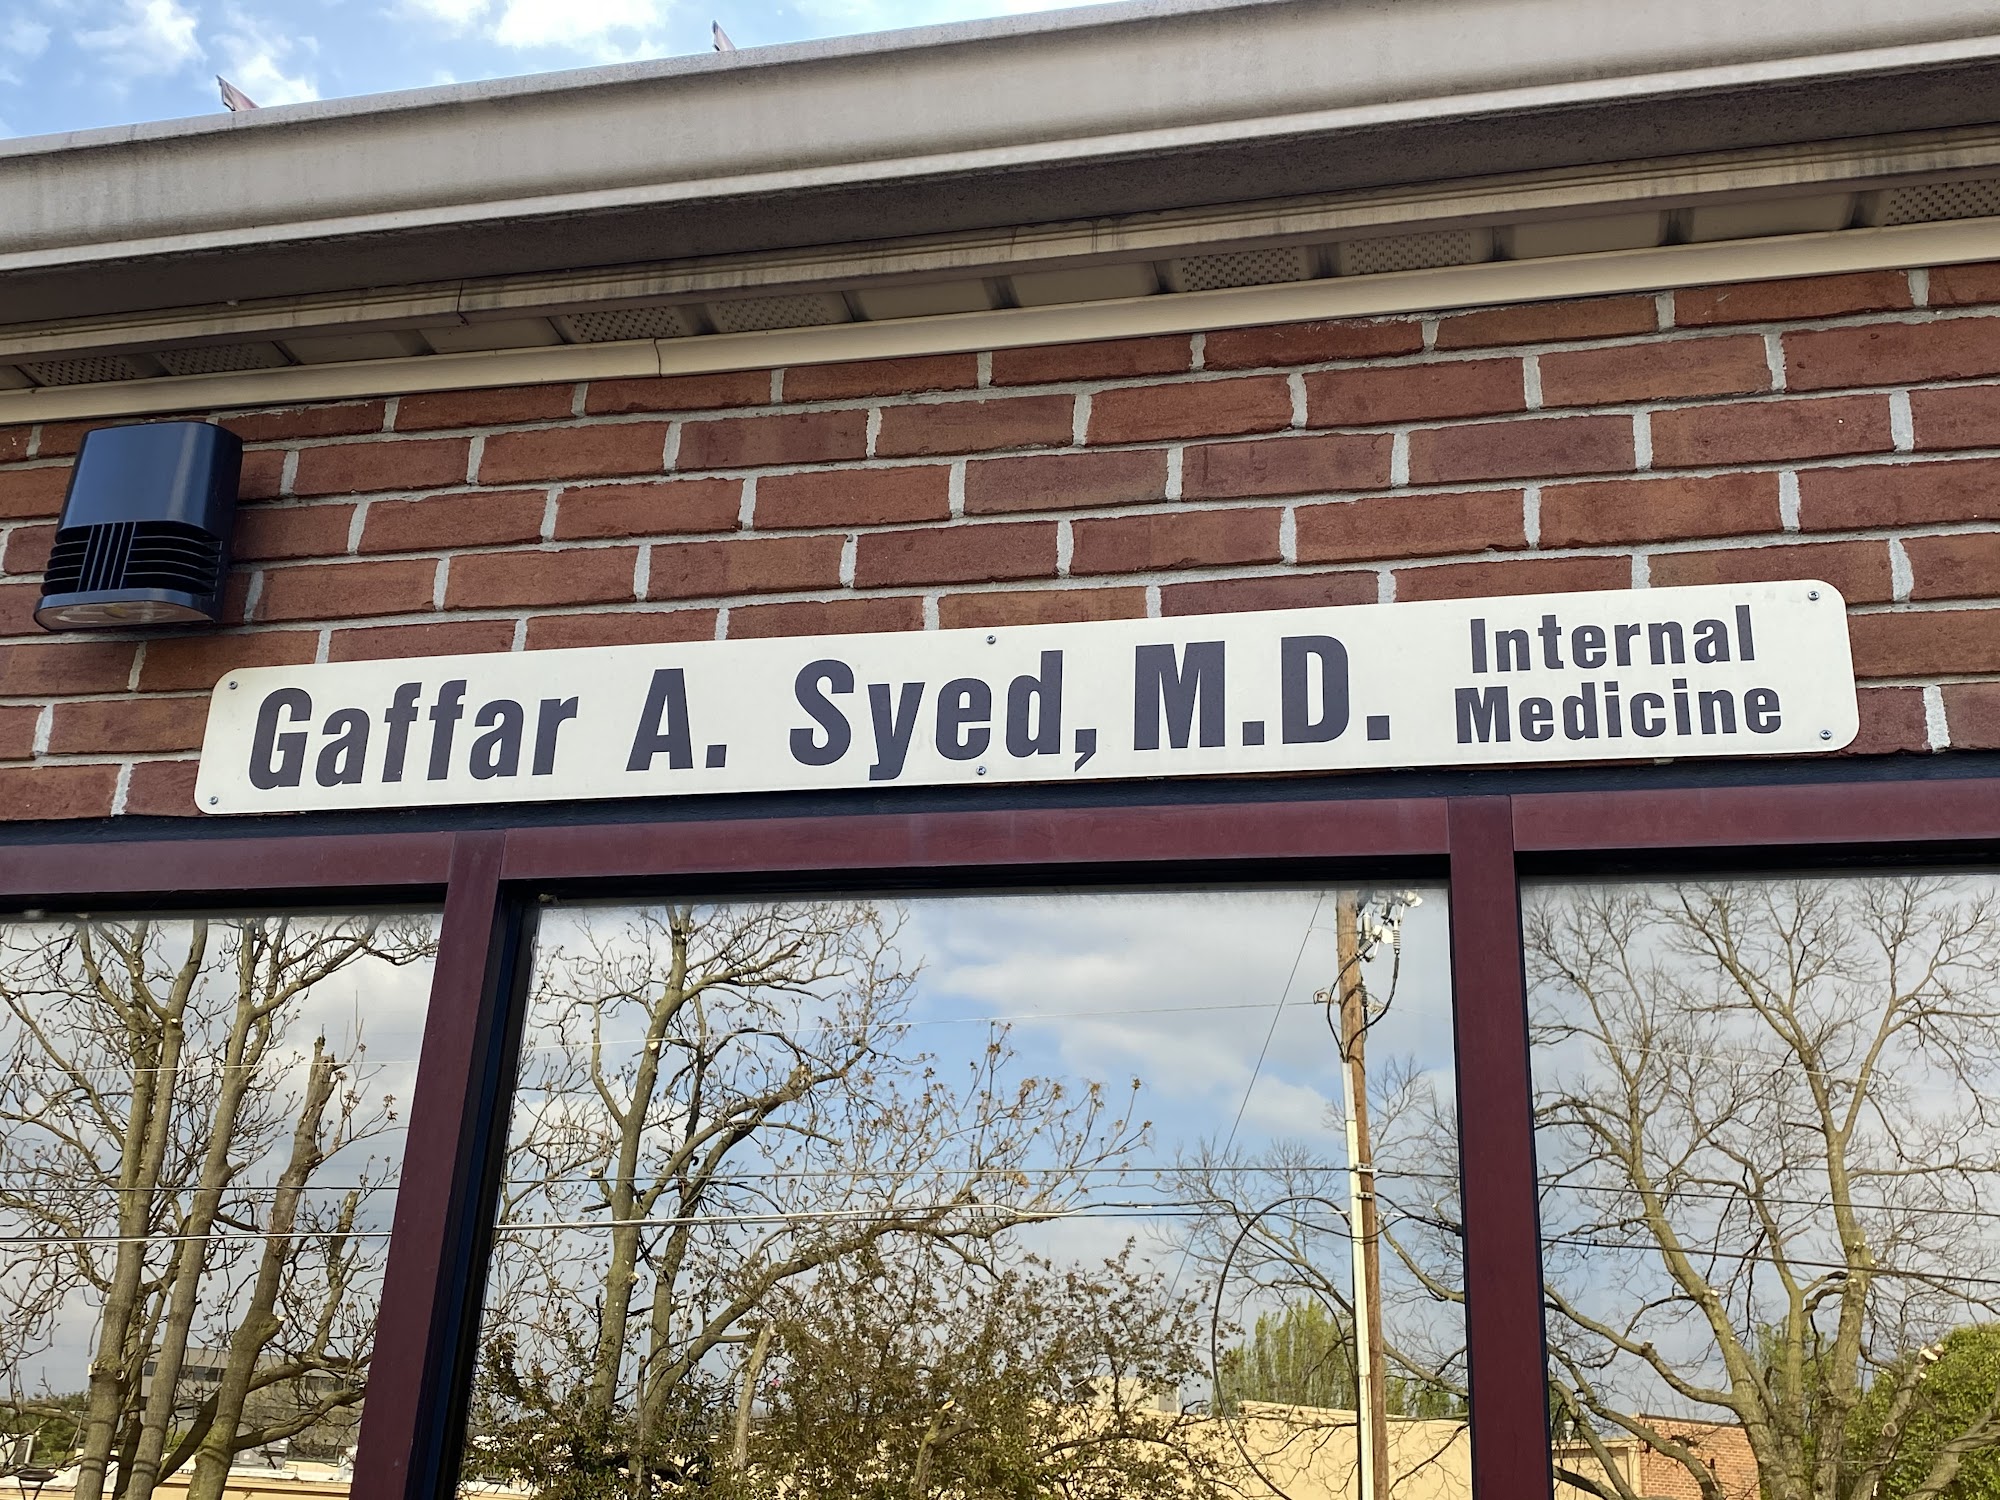 Gaffar A. Syed, M.D.
Internal
Medicine